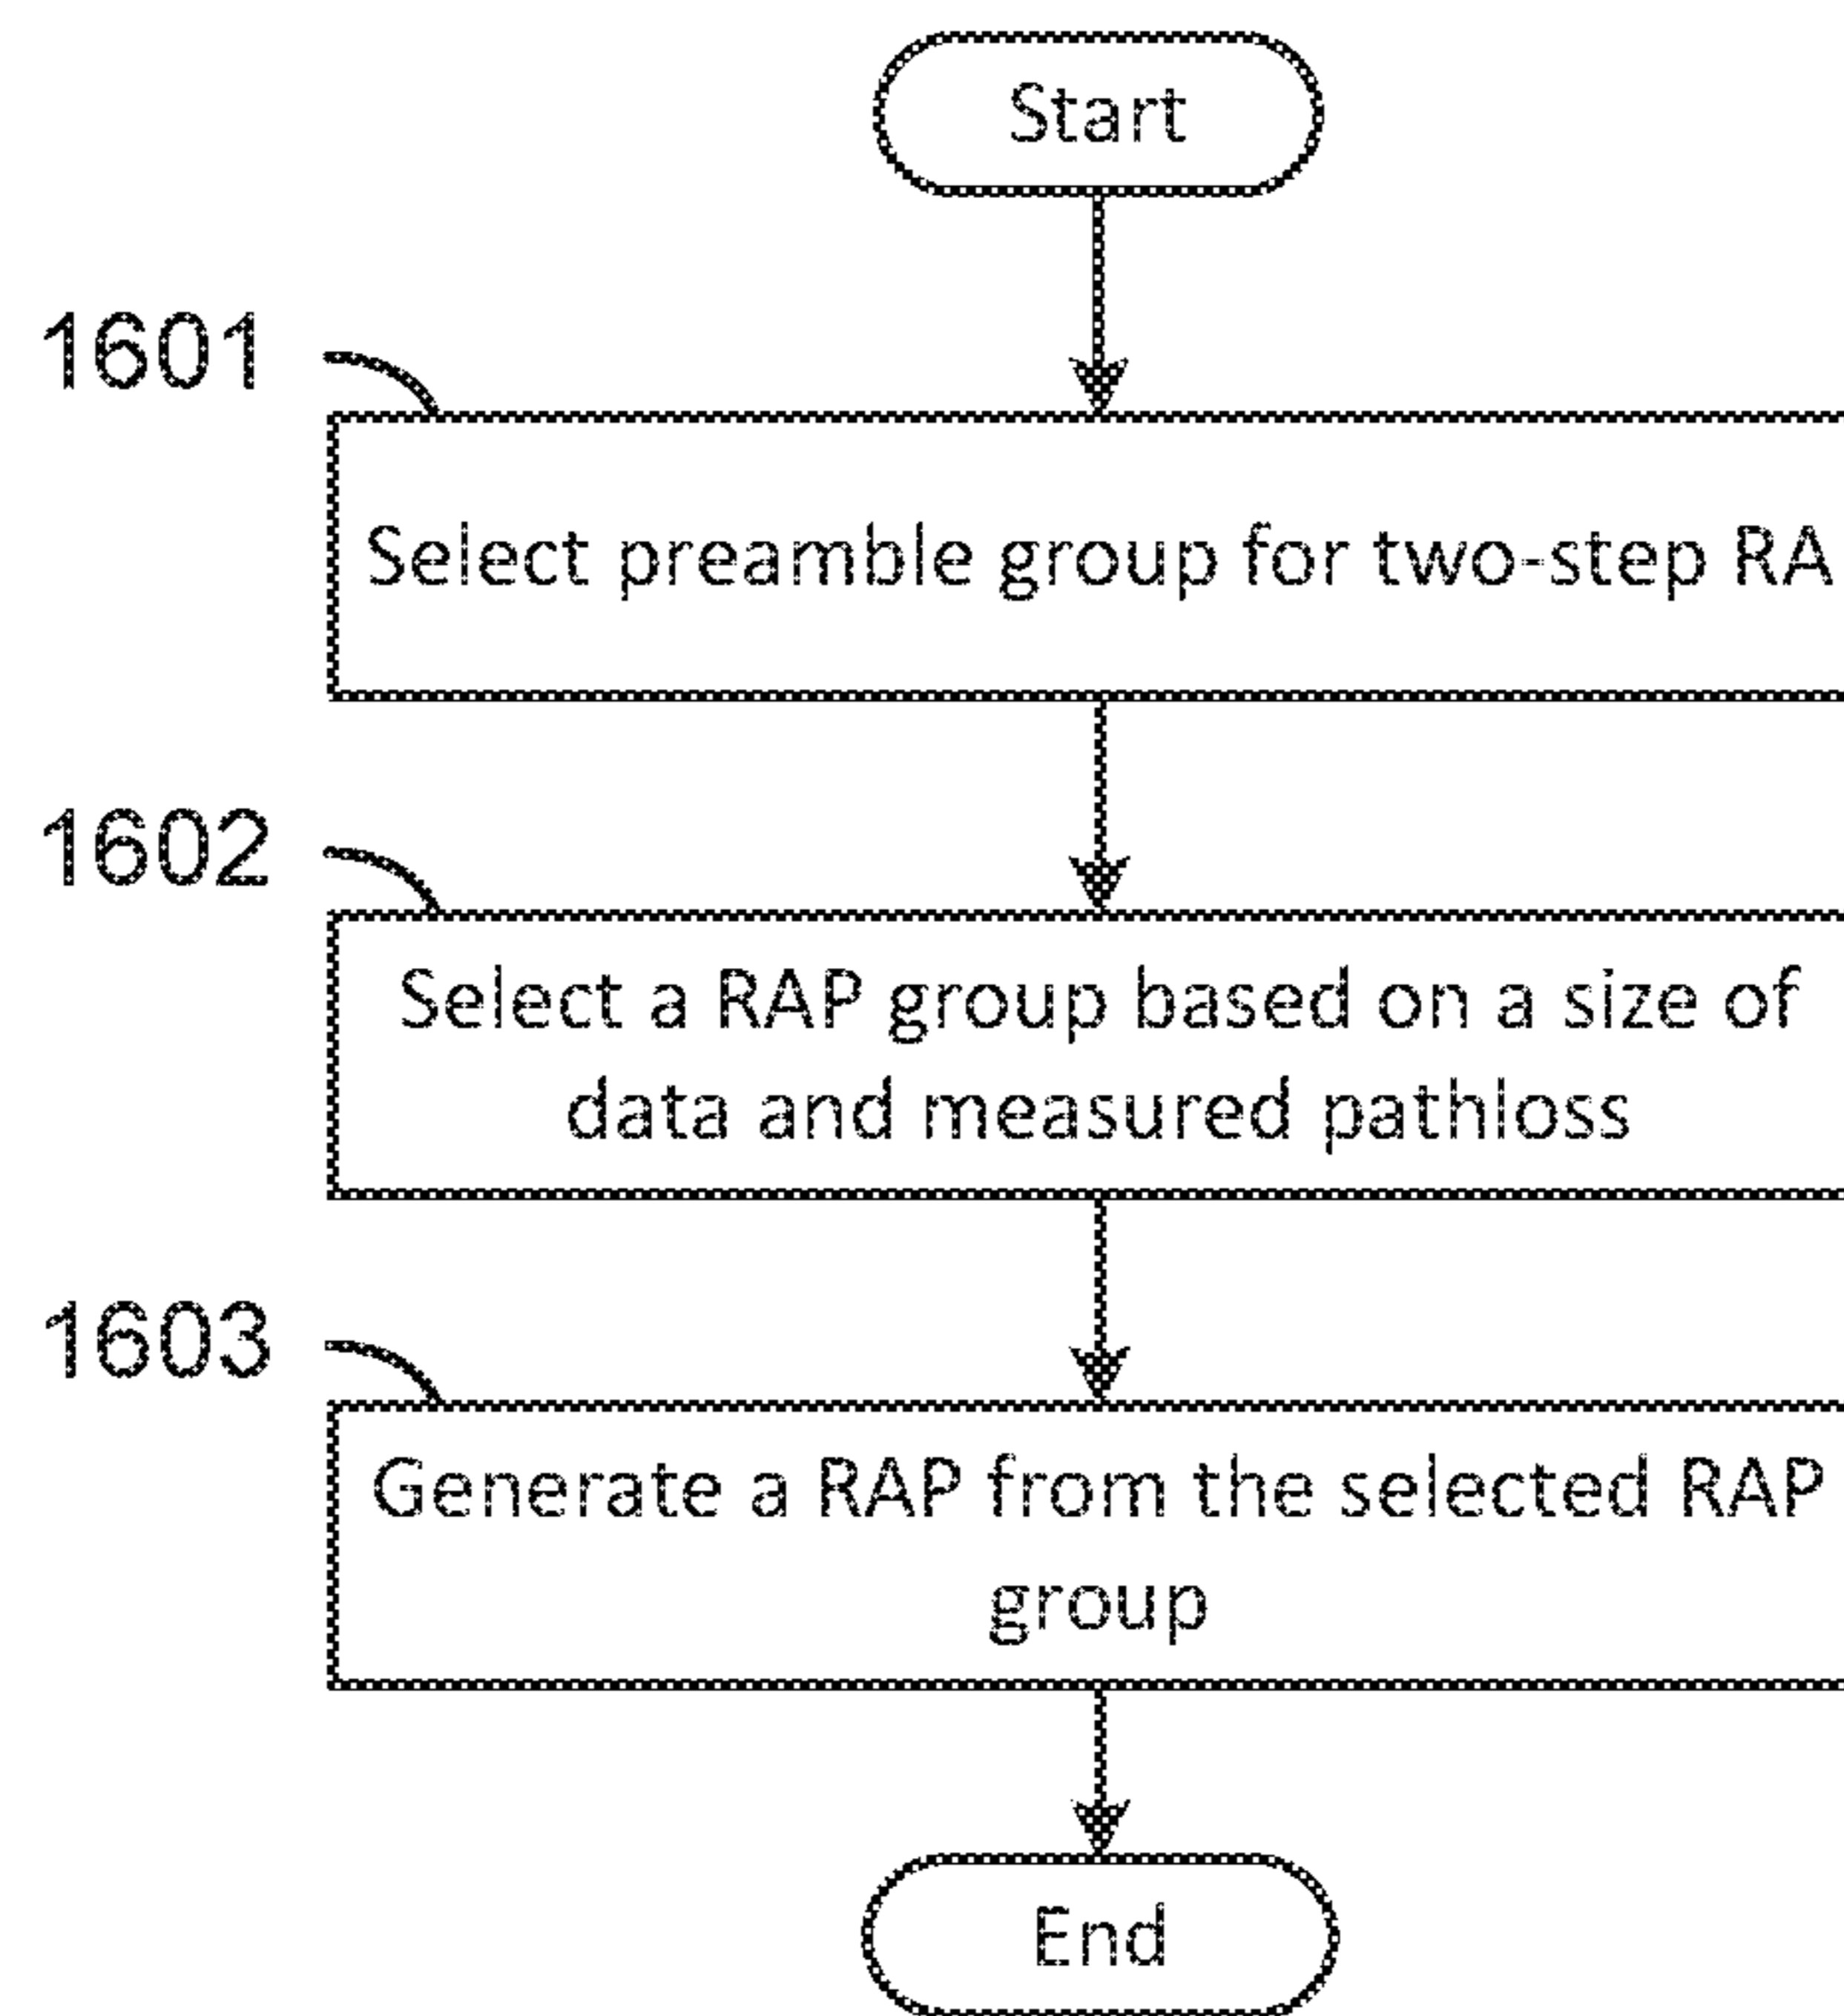 Start
1601
Select preamble group for two-step RA
1602
Select a RAP group based on a size of
data and measured pathloss
1603
Generate a RAP from the selected RAP
group
End